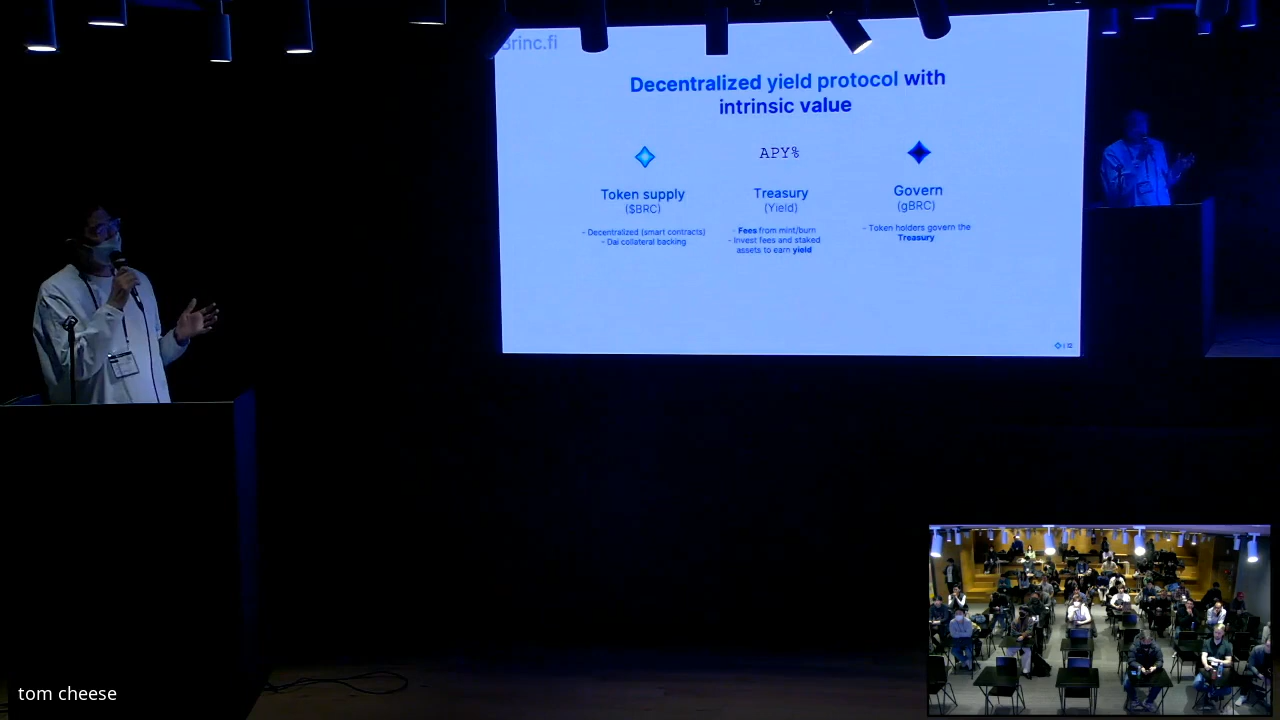 Brinc.fi
Decentralized yield protocol with
intrinsic value
APY%
Token supply
($BRC)
- Decentralized (smart contracts)
- Dai collateral backing
Treasury
(Yield)
- Fees from mint/burn
- Invest fees and staked
assets to earn yield
Govern
(gBRC)
- Token holders govern the
Treasury
tom cheese